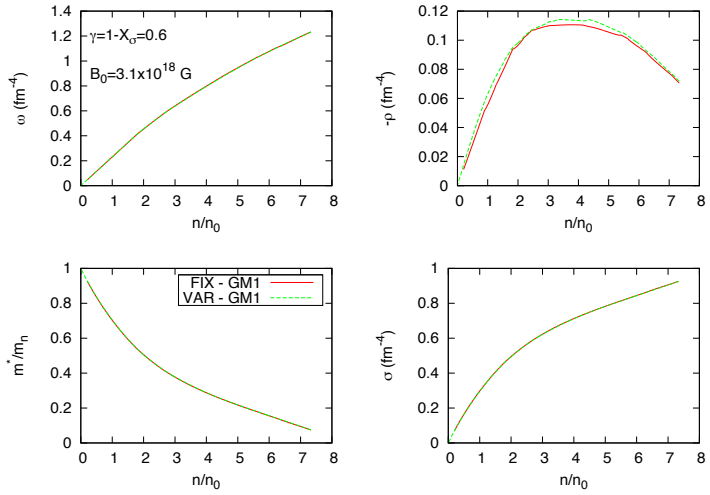 1.4
1.2
1
0.8
0.6
0.4
0.2
0
ω (fm⁻⁴)
γ=1-Xσ=0.6
B₀=3.1x10¹⁸ G
0 1 2 3 4 5 6 7 8
n/n₀
0.12
0.1
0.08
0.06
0.04
0.02
0
-ρ (fm⁻⁴)
0 1 2 3 4 5 6 7 8
n/n₀
1
0.8
0.6
0.4
0.2
0
m*/mₙ
FIX - GM1
VAR - GM1
0 1 2 3 4 5 6 7 8
n/n₀
1
0.8
0.6
0.4
0.2
0
σ (fm⁻⁴)
0 1 2 3 4 5 6 7 8
n/n₀